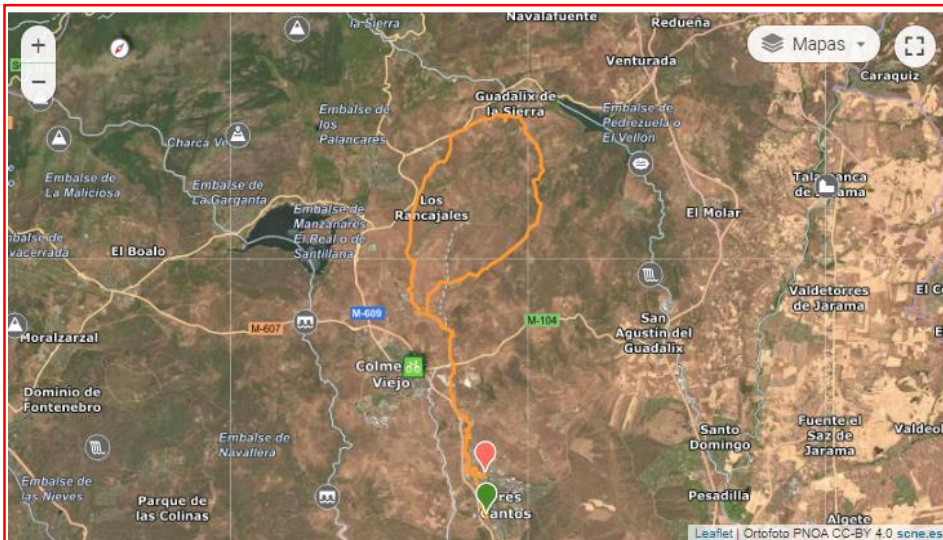 la Sierra
Navalafuente
Redueña
+
−
Mapas
Venturada
Caraquiz
Guadalix de
la Sierra
Embalse de
los
Palancares
Embalse de
Pedrezuela o
El Vellón
Embalse de
La Maliciosa
Embalse de
La Garganta
Talamanca
de Jarama
Los
Rancajales
Embalse de
Manzanares
El Real o de
Santillana
El Molar
El Boalo
Valdetorres
de Jarama
M-609
M-607
M-104
San
Agustín del
Guadalix
Moralzarzal
Colme
Viejo
Dominio de
Fontenebro
Embalse de
Navallera
Santo
Domingo
Fuente el
Saz de
Jarama
Embalse de
las Nieves
Parque de
las Colinas
Tres
Cantos
Pesadilla
Algete
Leaflet | Ortofoto PNOA CC-BY 4.0 scne.es